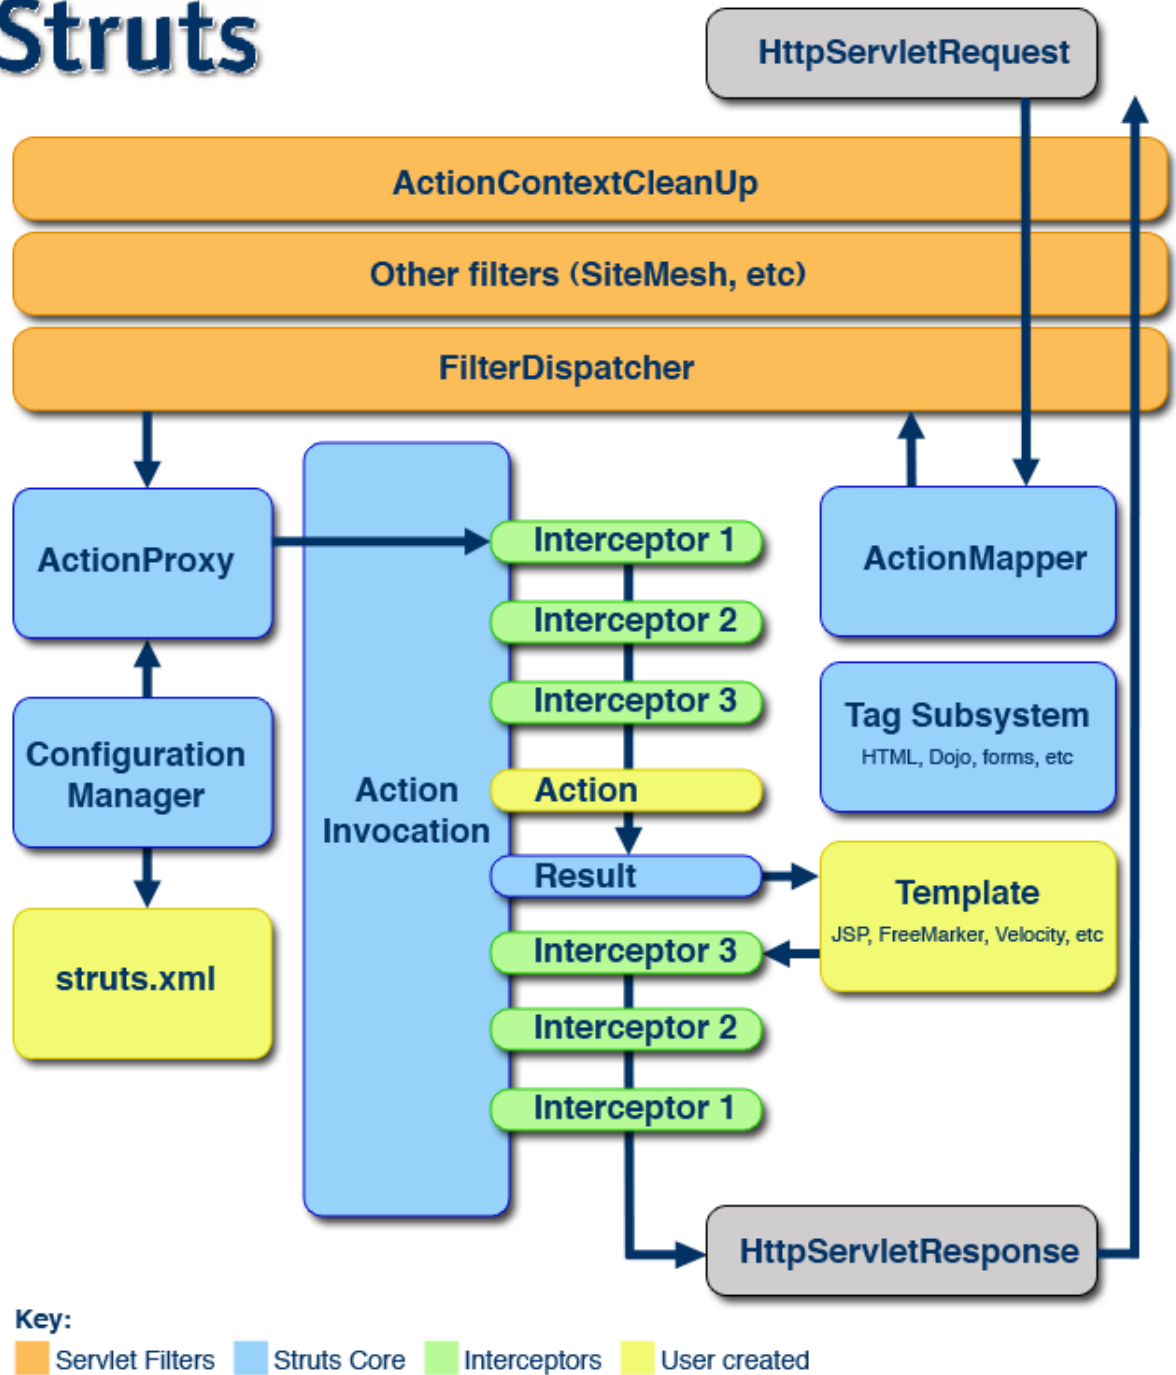 Struts
HttpServletRequest
ActionContextCleanUp
Other filters (SiteMesh, etc)
FilterDispatcher
ActionProxy
Configuration
Manager
struts.xml
Action
Invocation
Interceptor 1
Interceptor 2
Interceptor 3
Action
Result
Interceptor 3
Interceptor 2
Interceptor 1
ActionMapper
Tag Subsystem
HTML, Dojo, forms, etc
Template
JSP, FreeMarker, Velocity, etc
HttpServletResponse
Key:
Servlet Filters
Struts Core
Interceptors
User created